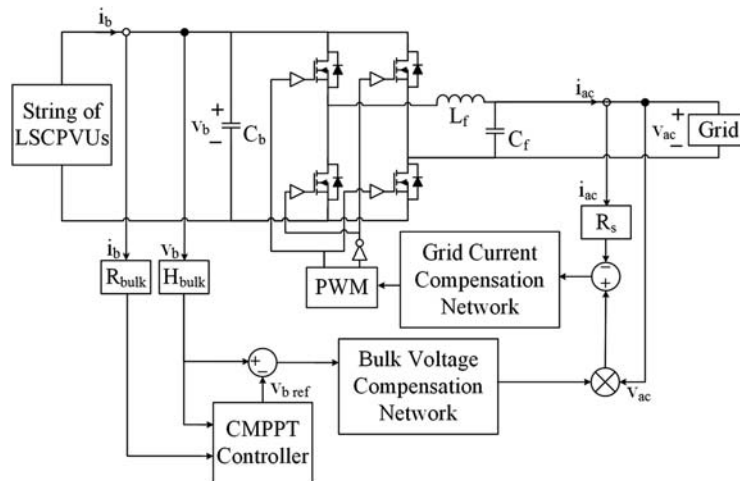 i_b
String of
LSCPVUs
+
v_b
−
C_b
L_f
C_f
i_ac
+
v_ac
−
Grid
i_ac
R_s
i_b
v_b
R_bulk
H_bulk
PWM
Grid Current
Compensation
Network
−
+
+
−
v_b ref
Bulk Voltage
Compensation
Network
v_ac
CMPPT
Controller